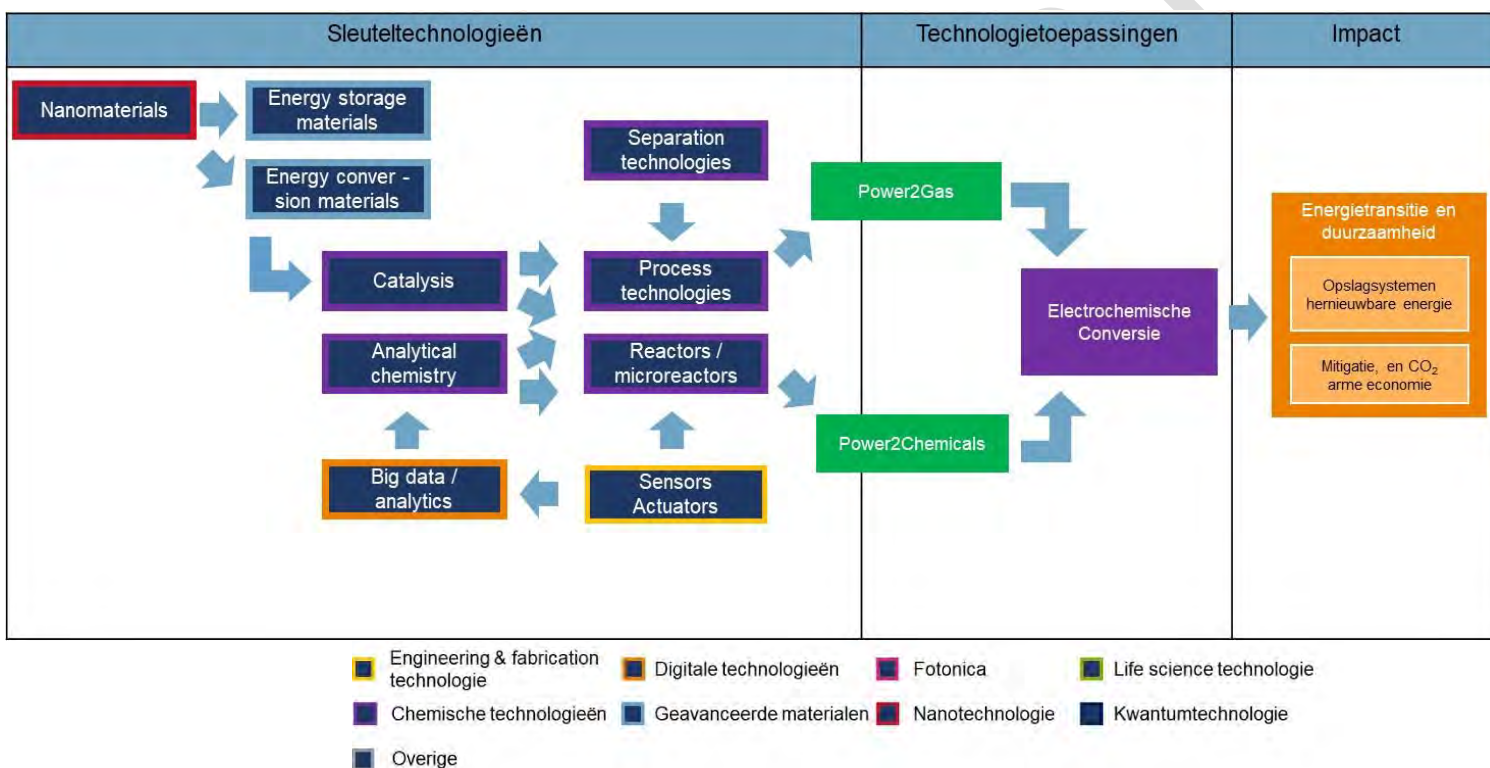 Sleuteltechnologieën
Technologietoepassingen
Impact
Nanomaterials
Energy storage
materials
Energy conver -
sion materials
Separation
technologies
Catalysis
Process
technologies
Analytical
chemistry
Reactors /
microreactors
Big data /
analytics
Sensors
Actuators
Power2Gas
Power2Chemicals
Electrochemische
Conversie
Energietransitie en
duurzaamheid
Opslagsystemen
hernieuwbare energie
Mitigatie, en CO₂
arme economie
Engineering & fabrication
technologie
Digitale technologieën
Fotonica
Life science technologie
Chemische technologieën
Geavanceerde materialen
Nanotechnologie
Kwantumtechnologie
Overige